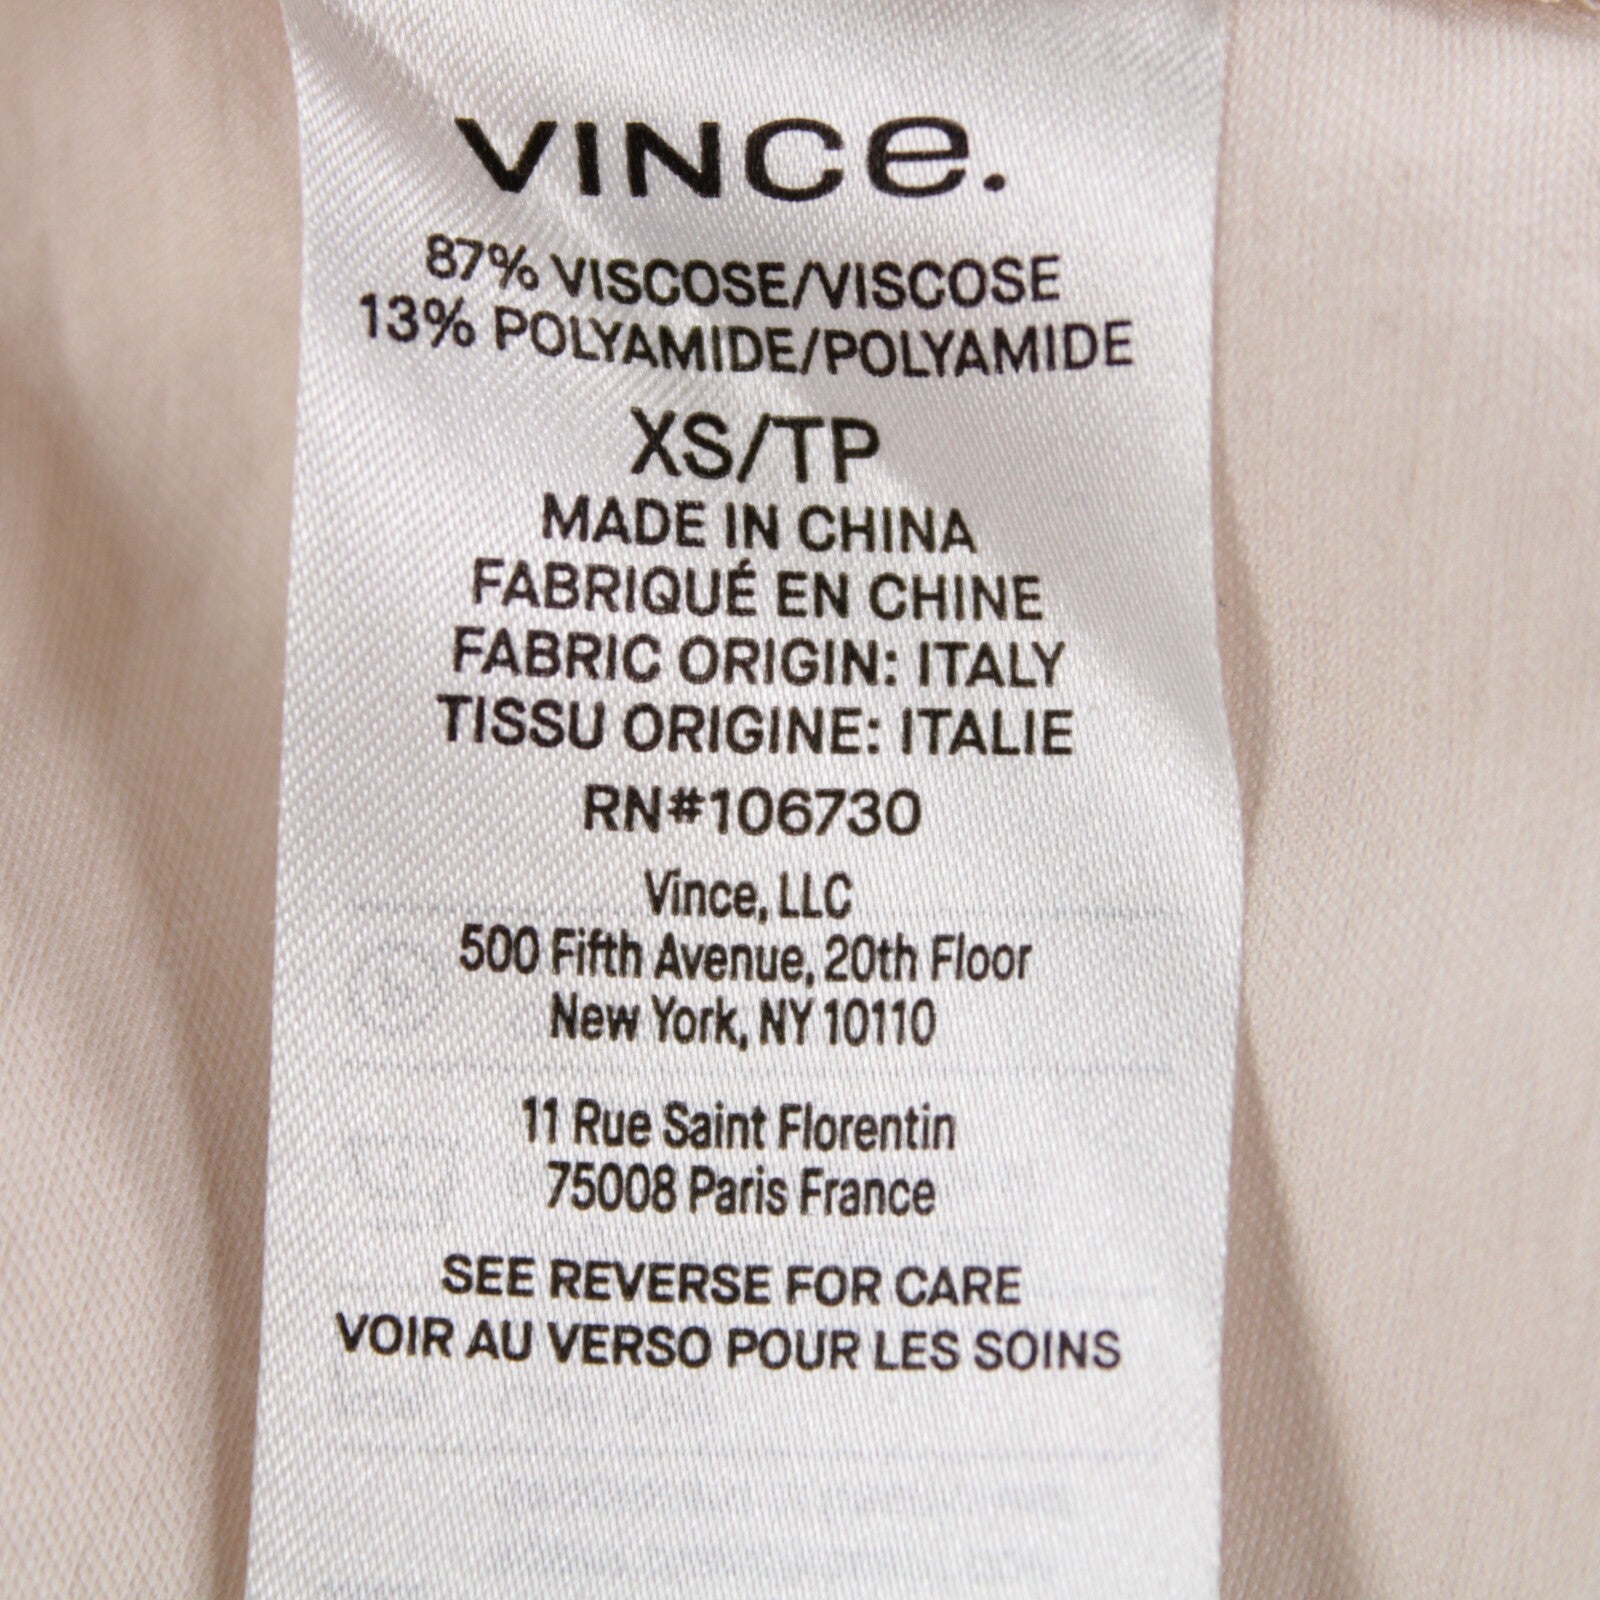 VINCe.
87% VISCOSE/VISCOSE
13% POLYAMIDE/POLYAMIDE
XS/TP
MADE IN CHINA
FABRIQUÉ EN CHINE
FABRIC ORIGIN: ITALY
TISSU ORIGINE: ITALIE
RN#106730
Vince, LLC
500 Fifth Avenue, 20th Floor
New York, NY 10110
11 Rue Saint Florentin
75008 Paris France
SEE REVERSE FOR CARE
VOIR AU VERSO POUR LES SOINS